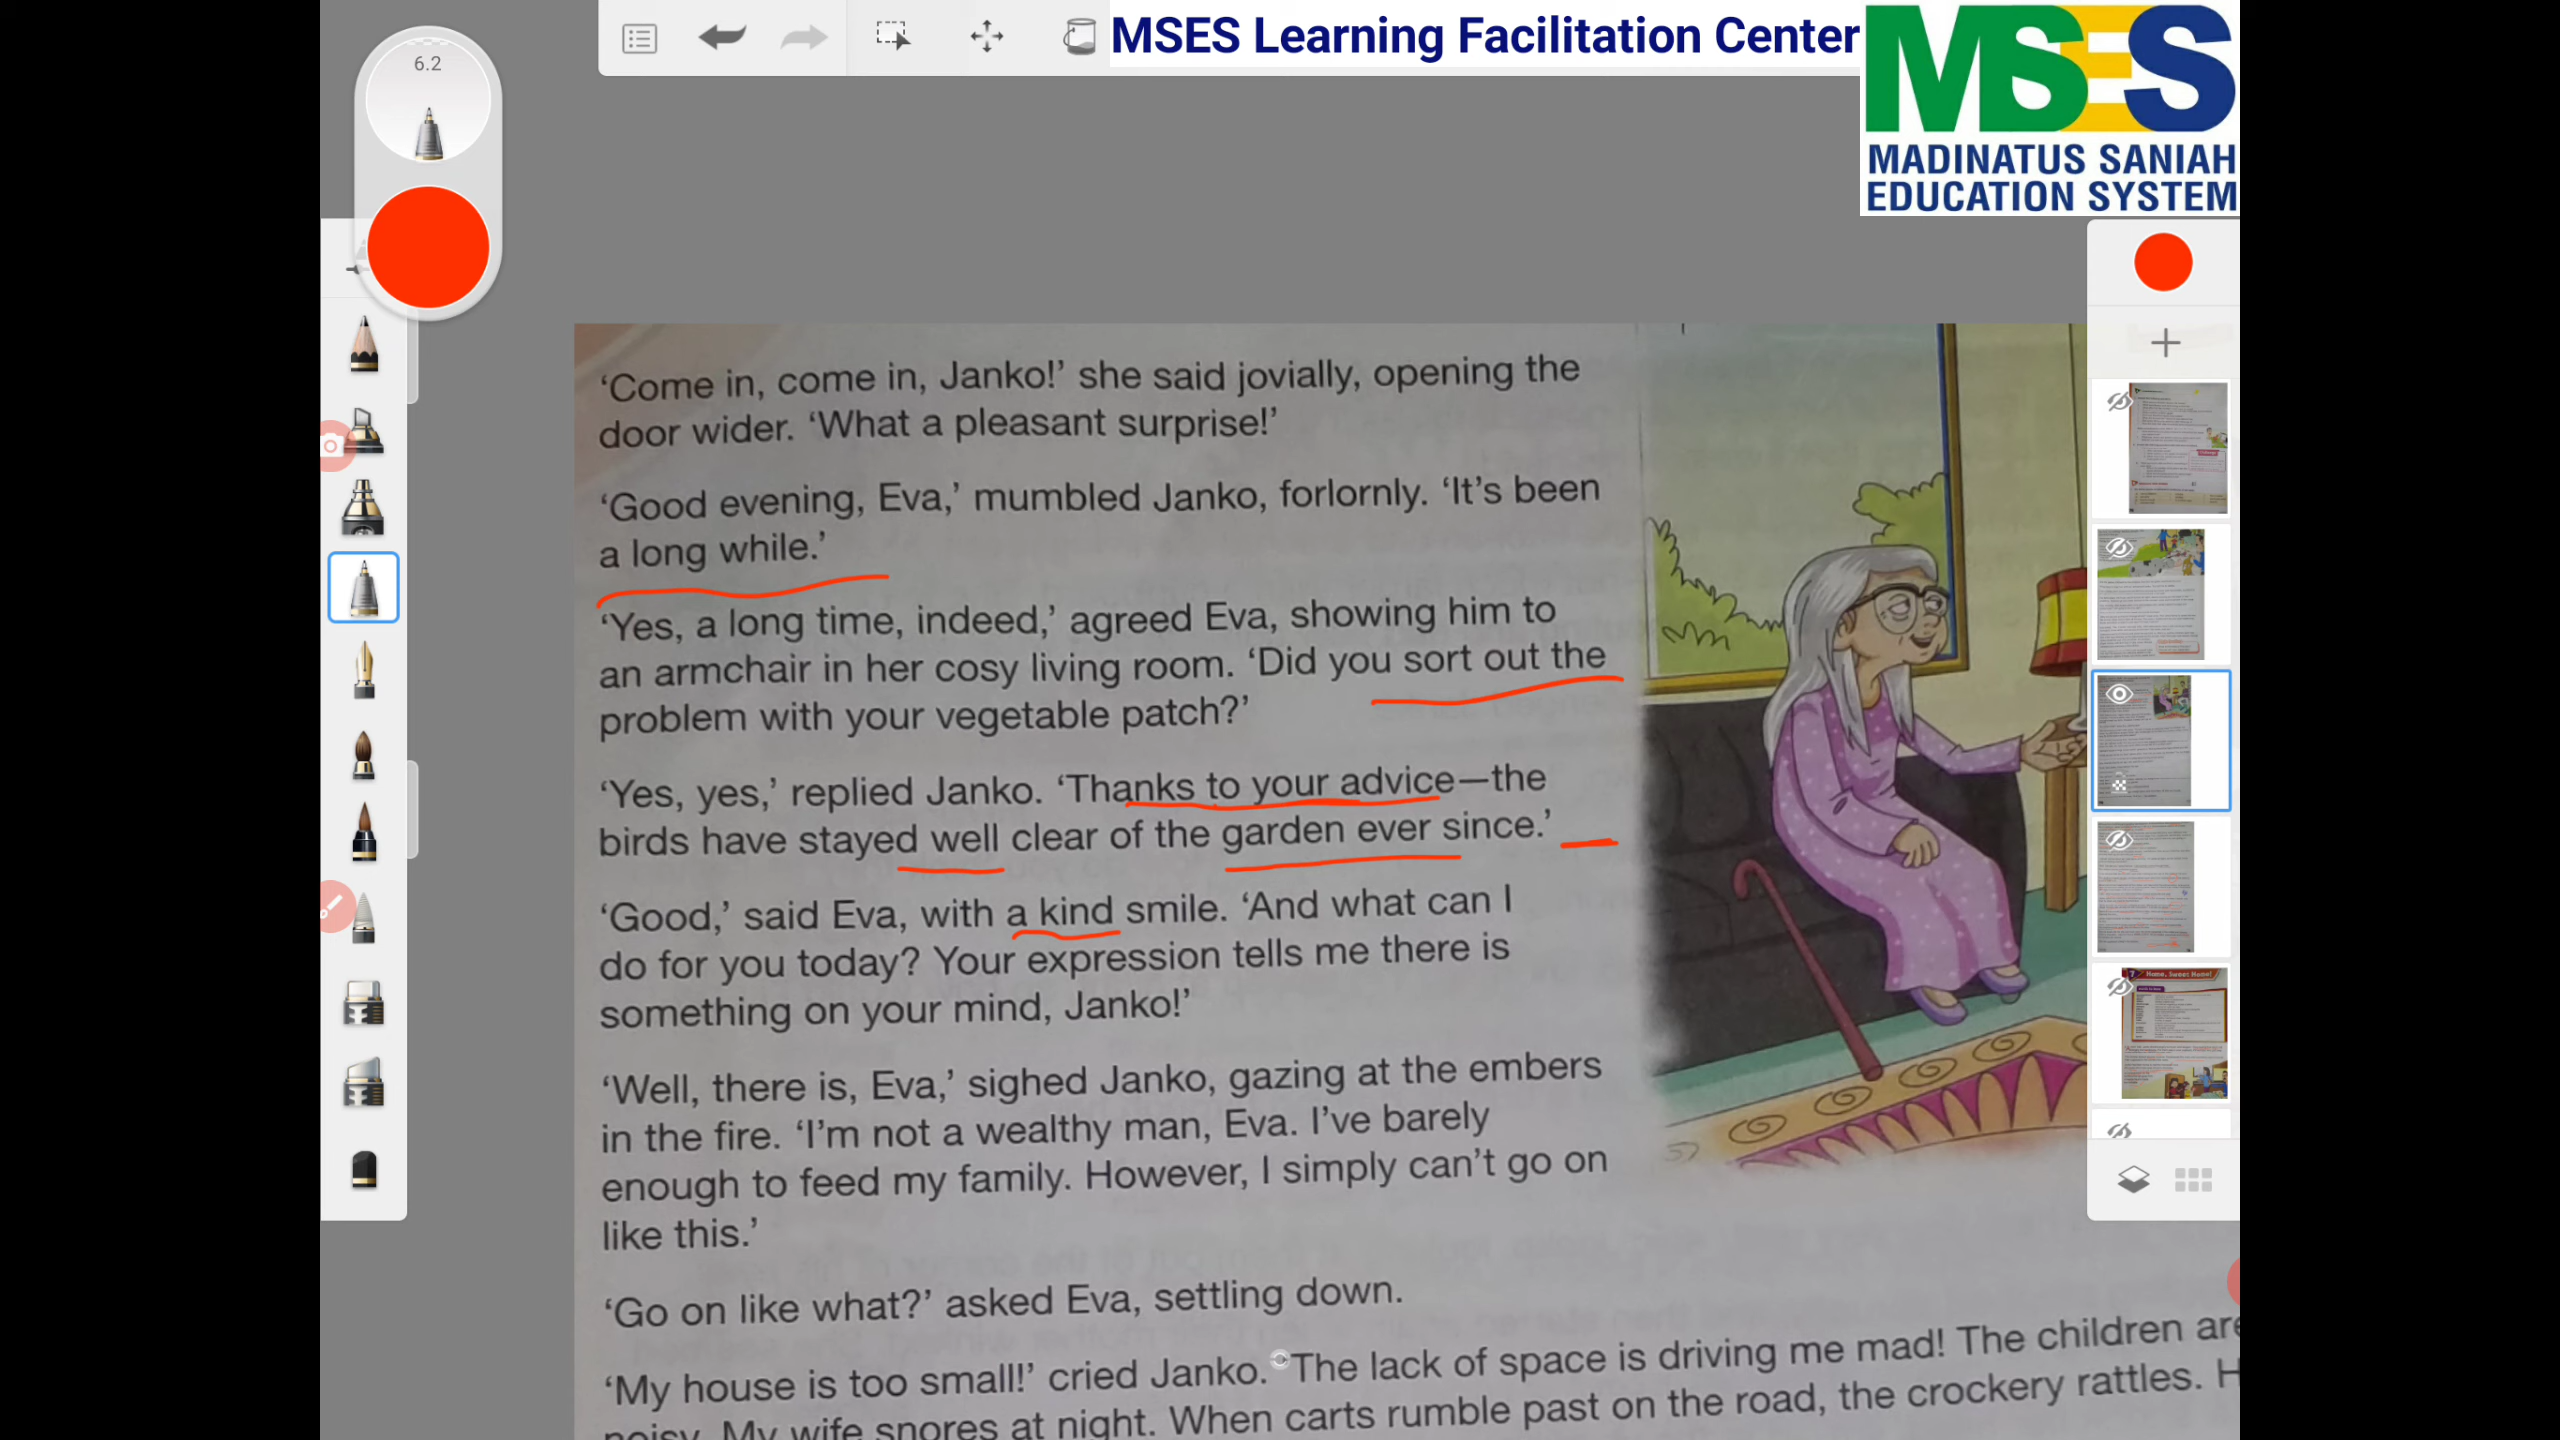 6.2
MSES Learning Facilitation Center
MSES
MADINATUS SANIAH
EDUCATION SYSTEM
‘Come in, come in, Janko!’ she said jovially, opening the
door wider. ‘What a pleasant surprise!’
‘Good evening, Eva,’ mumbled Janko, forlornly. ‘It’s been
a long while.’
‘Yes, a long time, indeed,’ agreed Eva, showing him to
an armchair in her cosy living room. ‘Did you sort out the
problem with your vegetable patch?’
‘Yes, yes,’ replied Janko. ‘Thanks to your advice—the
birds have stayed well clear of the garden ever since.’
‘Good,’ said Eva, with a kind smile. ‘And what can I
do for you today? Your expression tells me there is
something on your mind, Janko!’
‘Well, there is, Eva,’ sighed Janko, gazing at the embers
in the fire. ‘I’m not a wealthy man, Eva. I’ve barely
enough to feed my family. However, I simply can’t go on
like this.’
‘Go on like what?’ asked Eva, settling down.
‘My house is too small!’ cried Janko. ‘The lack of space is driving me mad! The children are
noisy. My wife snores at night. When carts rumble past on the road, the crockery rattles. H
7 Home, Sweet Home!